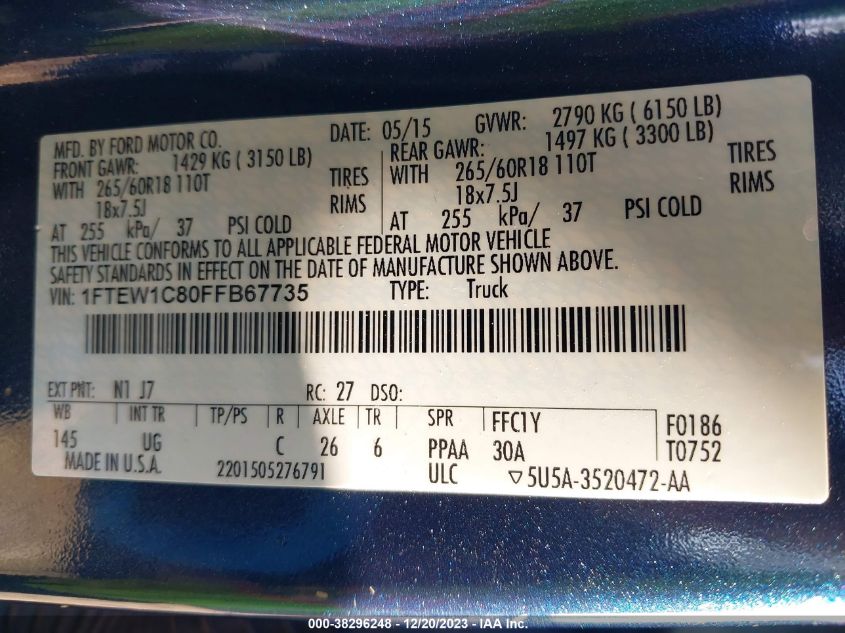 MFD. BY FORD MOTOR CO. DATE: 05/15 GVWR: 2790 KG ( 6150 LB)
FRONT GAWR: 1429 KG ( 3150 LB) REAR GAWR: 1497 KG ( 3300 LB)
WITH 265/60R18 110T TIRES WITH 265/60R18 110T TIRES
18x7.5J RIMS 18x7.5J RIMS
AT 255 kPa/ 37 PSI COLD AT 255 kPa/ 37 PSI COLD
THIS VEHICLE CONFORMS TO ALL APPLICABLE FEDERAL MOTOR VEHICLE
SAFETY STANDARDS IN EFFECT ON THE DATE OF MANUFACTURE SHOWN ABOVE.
VIN: 1FTEW1C80FFB67735 TYPE: Truck
EXT PNT: N1 J7 RC: 27 DSO:
WB INT TR TP/PS R AXLE TR SPR FFC1Y F0186
145 UG C 26 6 PPAA 30A T0752
MADE IN U.S.A. 2201505276791 ULC ▽5U5A-3520472-AA
000-38296248 - 12/20/2023 - IAA Inc.